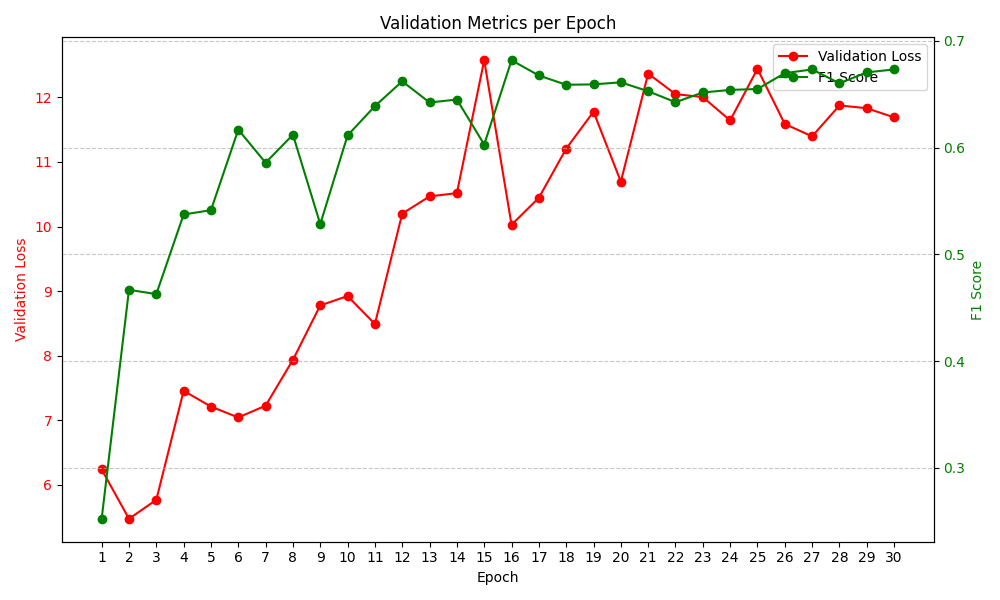 Validation Metrics per Epoch
Validation Loss
F1 Score
12
11
10
9
8
7
6
Validation Loss
0.7
0.6
0.5
0.4
0.3
F1 Score
1 2 3 4 5 6 7 8 9 10 11 12 13 14 15 16 17 18 19 20 21 22 23 24 25 26 27 28 29 30
Epoch